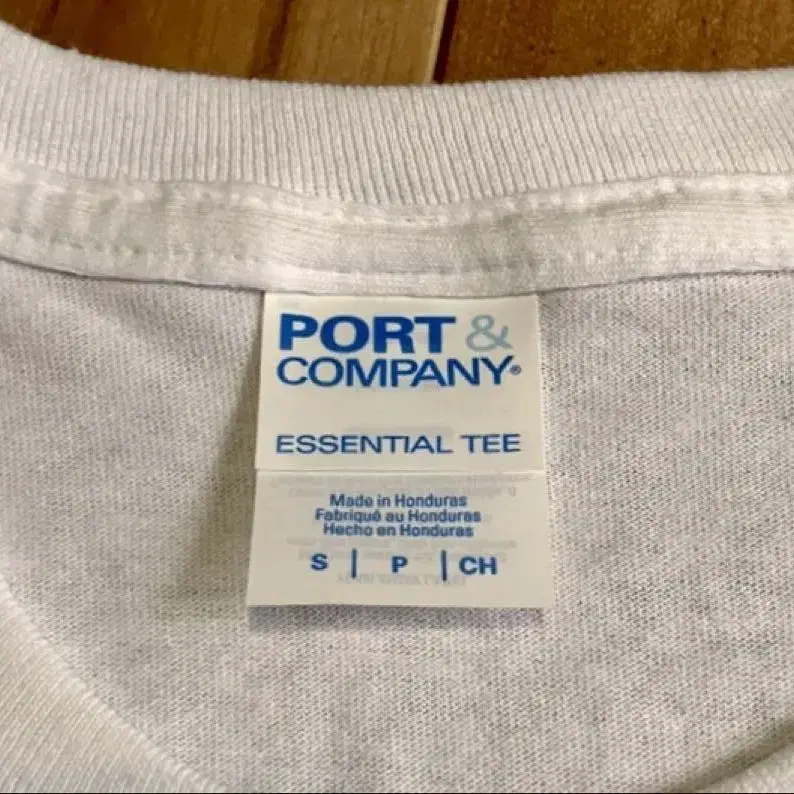 PORT &
COMPANY®
ESSENTIAL TEE
Made in Honduras
Fabriqué au Honduras
Hecho en Honduras
S | P | CH